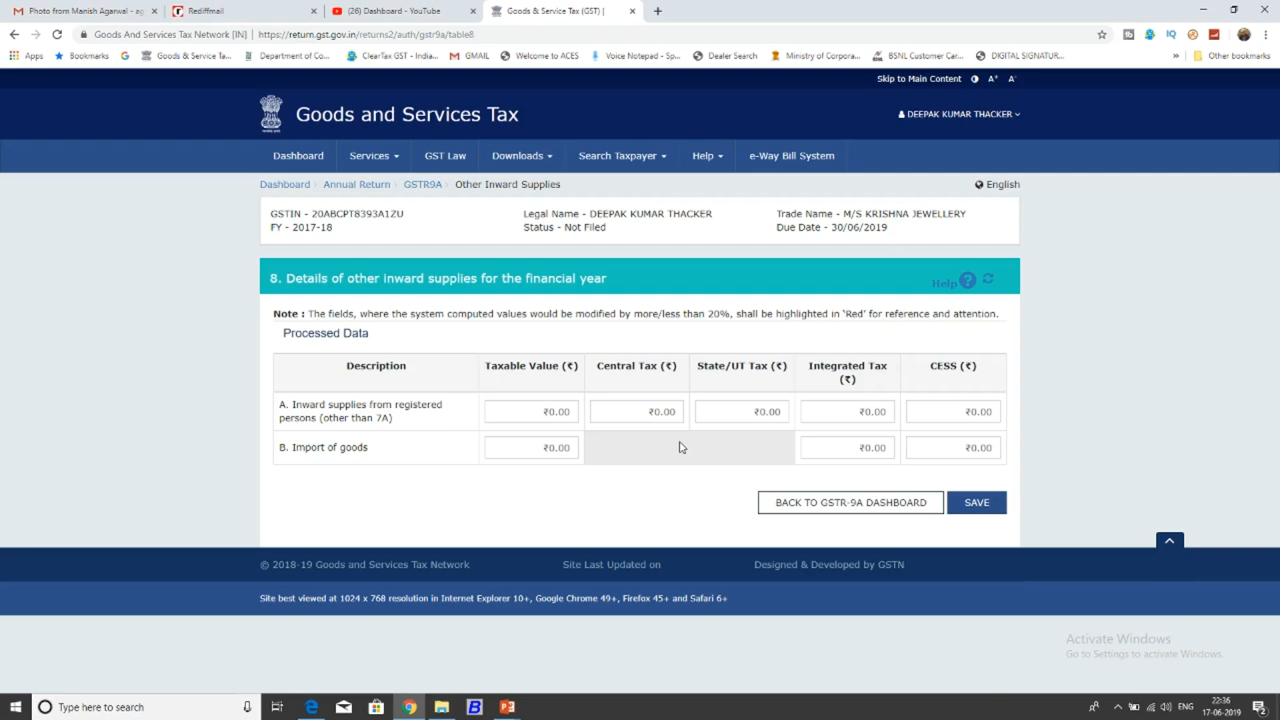 Photo from Manish Agarwal - ag
Rediffmail
(26) Dashboard - YouTube
Goods & Service Tax (GST) |
Goods And Services Tax Network [IN] | https://return.gst.gov.in/returns2/auth/gstr9a/table8
Apps
Bookmarks
Goods & Service Ta...
Department of Co...
ClearTax GST - India...
GMAIL
Welcome to ACES
Voice Notepad - Sp...
Dealer Search
Ministry of Corpora...
BSNL Customer Car...
DIGITAL SIGNATUR...
»
Other bookmarks
Skip to Main Content
A+
A-
Goods and Services Tax
DEEPAK KUMAR THACKER
Dashboard
Services
GST Law
Downloads
Search Taxpayer
Help
e-Way Bill System
Dashboard › Annual Return › GSTR9A › Other Inward Supplies
English
GSTIN - 20ABCPT8393A1ZU
Legal Name - DEEPAK KUMAR THACKER
Trade Name - M/S KRISHNA JEWELLERY
FY - 2017-18
Status - Not Filed
Due Date - 30/06/2019
8. Details of other inward supplies for the financial year
Help ?
Note : The fields, where the system computed values would be modified by more/less than 20%, shall be highlighted in ‘Red’ for reference and attention.
Processed Data
Description
Taxable Value (₹)
Central Tax (₹)
State/UT Tax (₹)
Integrated Tax
(₹)
CESS (₹)
A. Inward supplies from registered
persons (other than 7A)
₹0.00
₹0.00
₹0.00
₹0.00
₹0.00
B. Import of goods
₹0.00
₹0.00
₹0.00
BACK TO GSTR-9A DASHBOARD
SAVE
© 2018-19 Goods and Services Tax Network
Site Last Updated on
Designed & Developed by GSTN
Site best viewed at 1024 x 768 resolution in Internet Explorer 10+, Google Chrome 49+, Firefox 45+ and Safari 6+
Activate Windows
Go to Settings to activate Windows.
Type here to search
ENG
22:36
17-06-2019
2